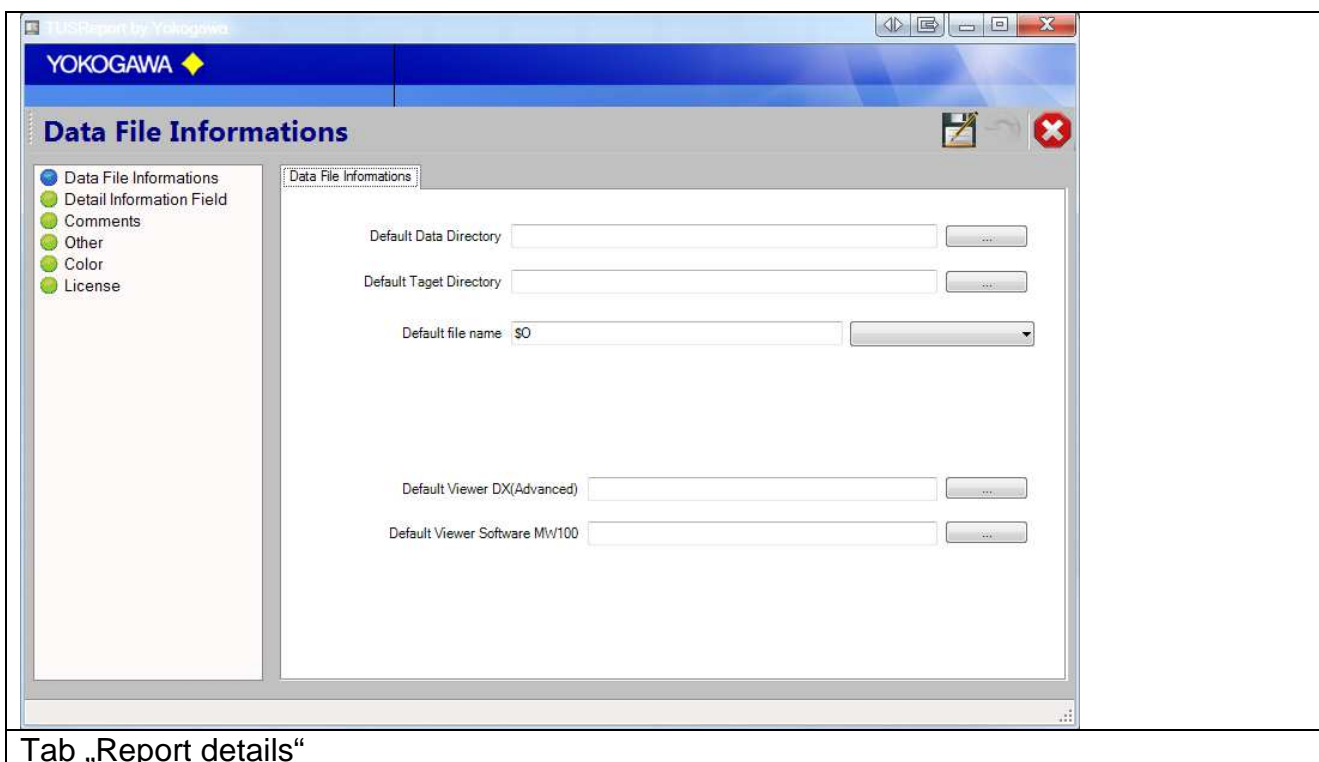 TUSReport by Yokogawa
YOKOGAWA
Data File Informations
Data File Informations
Detail Information Field
Comments
Other
Color
License
Data File Informations
Default Data Directory
...
Default Taget Directory
...
Default file name $O
Default Viewer DX(Advanced)
...
Default Viewer Software MW100
...
Tab „Report details“